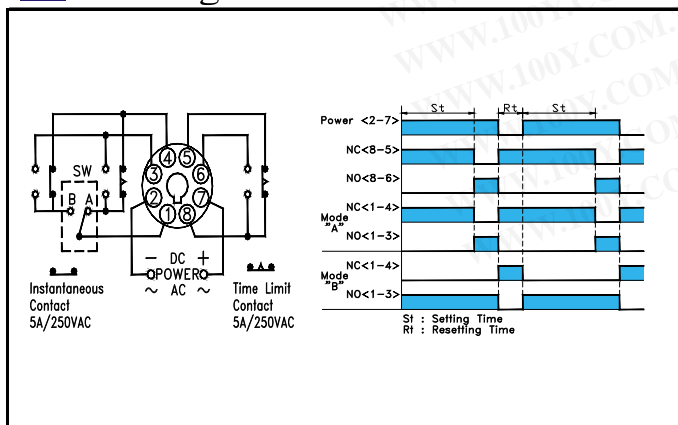 WWW.100Y.COM.
WWW.100Y.COM.
SW
B A
4 5
3 6
2 7
1 8
− DC +
POWER
~ AC ~
Instantaneous
Contact
5A/250VAC
Time Limit
Contact
5A/250VAC
St Rt St
Power <2-7>
NC<8-5>
NO<8-6>
NC<1-4>
Mode
"A"
NO<1-3>
NC<1-4>
Mode
"B"
NO<1-3>
St : Setting Time
Rt : Resetting Time